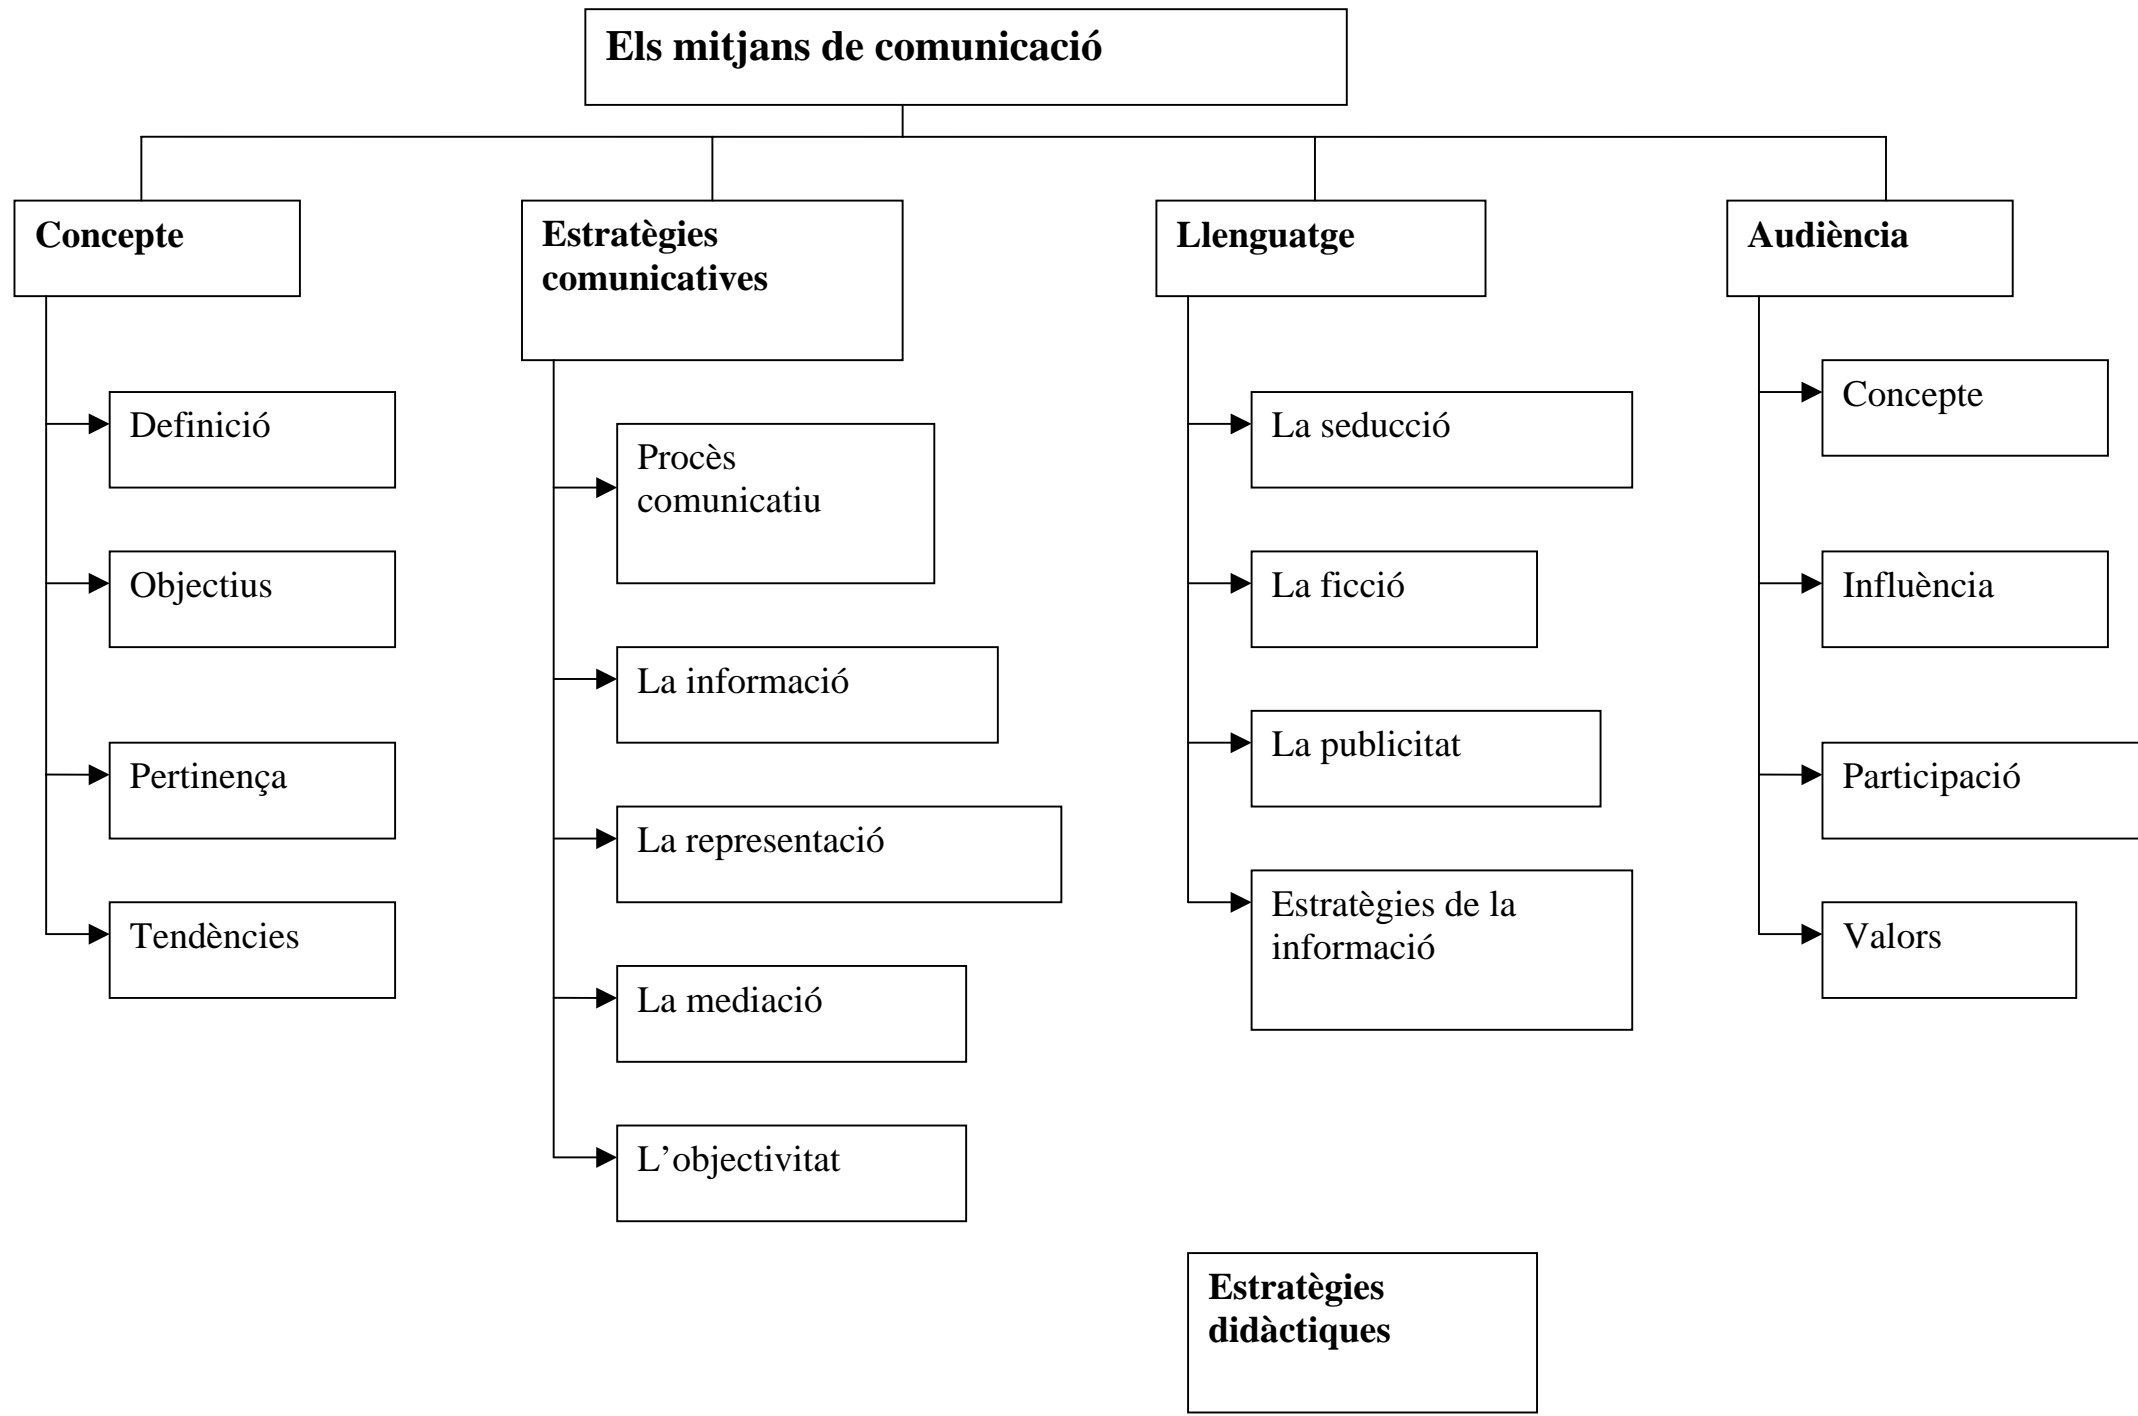 Els mitjans de comunicació
Concepte
Definició
Objectius
Pertinença
Tendències
Estratègies
comunicatives
Procès
comunicatiu
La informació
La representació
La mediació
L’objectivitat
Llenguatge
La seducció
La ficció
La publicitat
Estratègies de la
informació
Audiència
Concepte
Influència
Participació
Valors
Estratègies
didàctiques